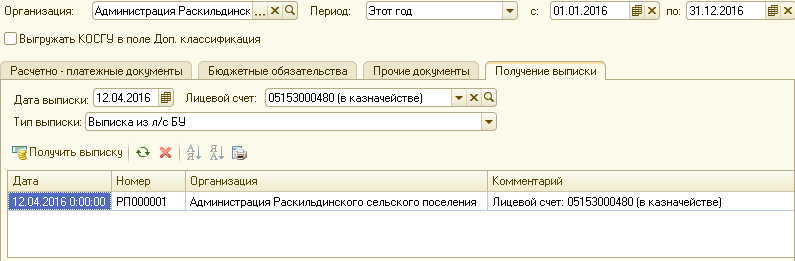 Организация: Администрация Раскильдинск ... Период: Этот год с: 01.01.2016 по: 31.12.2016
Выгружать КОСГУ в поле Доп. классификация
Расчетно - платежные документы Бюджетные обязательства Прочие документы Получение выписки
Дата выписки: 12.04.2016 Лицевой счет: 05153000480 (в казначействе)
Тип выписки: Выписка из л/с БУ
Получить выписку
Дата Номер Организация Комментарий
12.04.2016 0:00:00 РП000001 Администрация Раскильдинского сельского поселения Лицевой счет: 05153000480 (в казначействе)